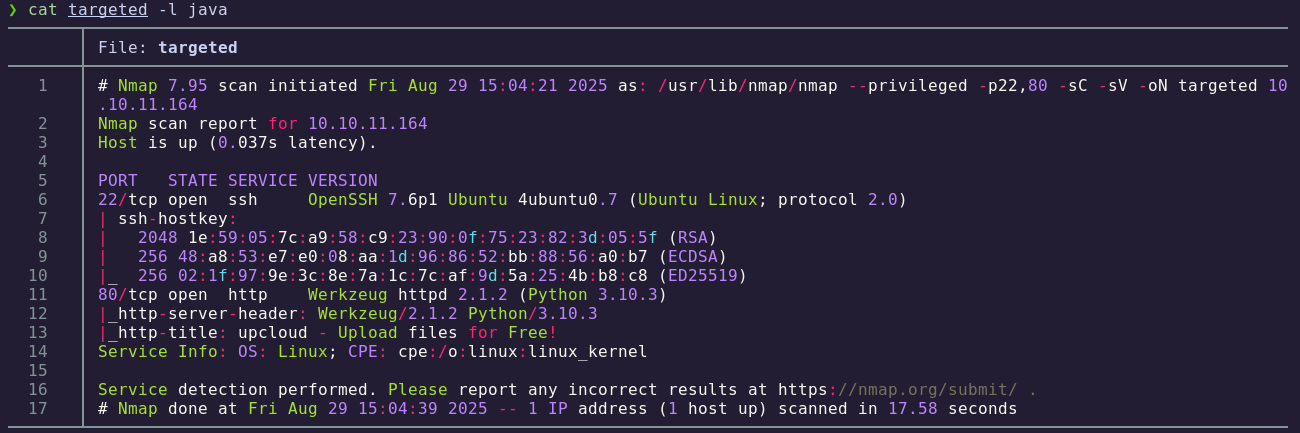 ❯ cat targeted -l java
File: targeted
1 # Nmap 7.95 scan initiated Fri Aug 29 15:04:21 2025 as: /usr/lib/nmap/nmap --privileged -p22,80 -sC -sV -oN targeted 10
.10.11.164
2 Nmap scan report for 10.10.11.164
3 Host is up (0.037s latency).
4
5 PORT   STATE SERVICE VERSION
6 22/tcp open  ssh     OpenSSH 7.6p1 Ubuntu 4ubuntu0.7 (Ubuntu Linux; protocol 2.0)
7 | ssh-hostkey:
8 |   2048 1e:59:05:7c:a9:58:c9:23:90:0f:75:23:82:3d:05:5f (RSA)
9 |   256 48:a8:53:e7:e0:08:aa:1d:96:86:52:bb:88:56:a0:b7 (ECDSA)
10 |_  256 02:1f:97:9e:3c:8e:7a:1c:7c:af:9d:5a:25:4b:b8:c8 (ED25519)
11 80/tcp open  http    Werkzeug httpd 2.1.2 (Python 3.10.3)
12 |_http-server-header: Werkzeug/2.1.2 Python/3.10.3
13 |_http-title: upcloud - Upload files for Free!
14 Service Info: OS: Linux; CPE: cpe:/o:linux:linux_kernel
15
16 Service detection performed. Please report any incorrect results at https://nmap.org/submit/ .
17 # Nmap done at Fri Aug 29 15:04:39 2025 -- 1 IP address (1 host up) scanned in 17.58 seconds